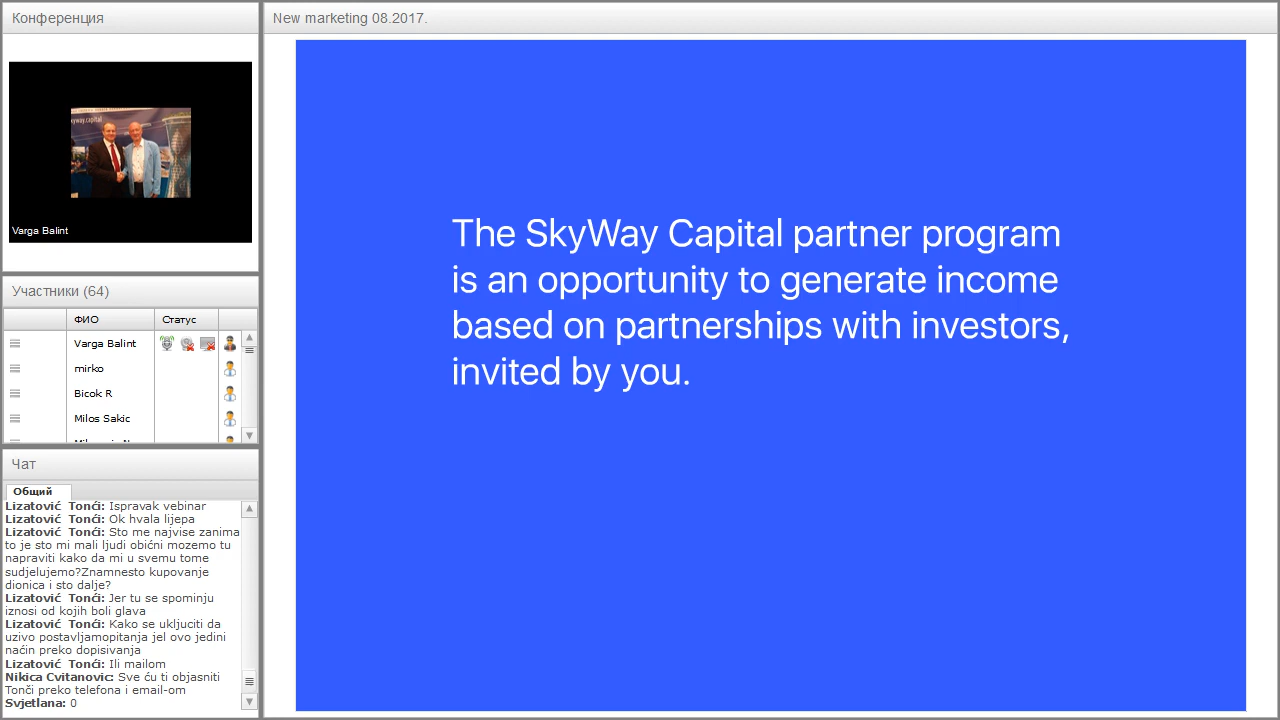 Конференция
skyway.capital
Varga Balint
Участники (64)
ФИО Статус
Varga Balint
mirko
Bicok R
Milos Sakic
Чат
Общий
Lizatović Tonći: Ispravak vebinar
Lizatović Tonći: Ok hvala lijepa
Lizatović Tonći: Sto me najvise zanima
to je sto mi mali ljudi obićni mozemo tu
napraviti kako da mi u svemu tome
sudjelujemo?Znamnesto kupovanje
dionica i sto dalje?
Lizatović Tonći: Jer tu se spominju
iznosi od kojih boli glava
Lizatović Tonći: Kako se ukljuciti da
uzivo postavljamopitanja jel ovo jedini
naćin preko dopisivanja
Lizatović Tonći: Ili mailom
Nikica Cvitanovic: Sve ću ti objasniti
Tonči preko telefona i email-om
Svjetlana: 0
New marketing 08.2017.
The SkyWay Capital partner program
is an opportunity to generate income
based on partnerships with investors,
invited by you.